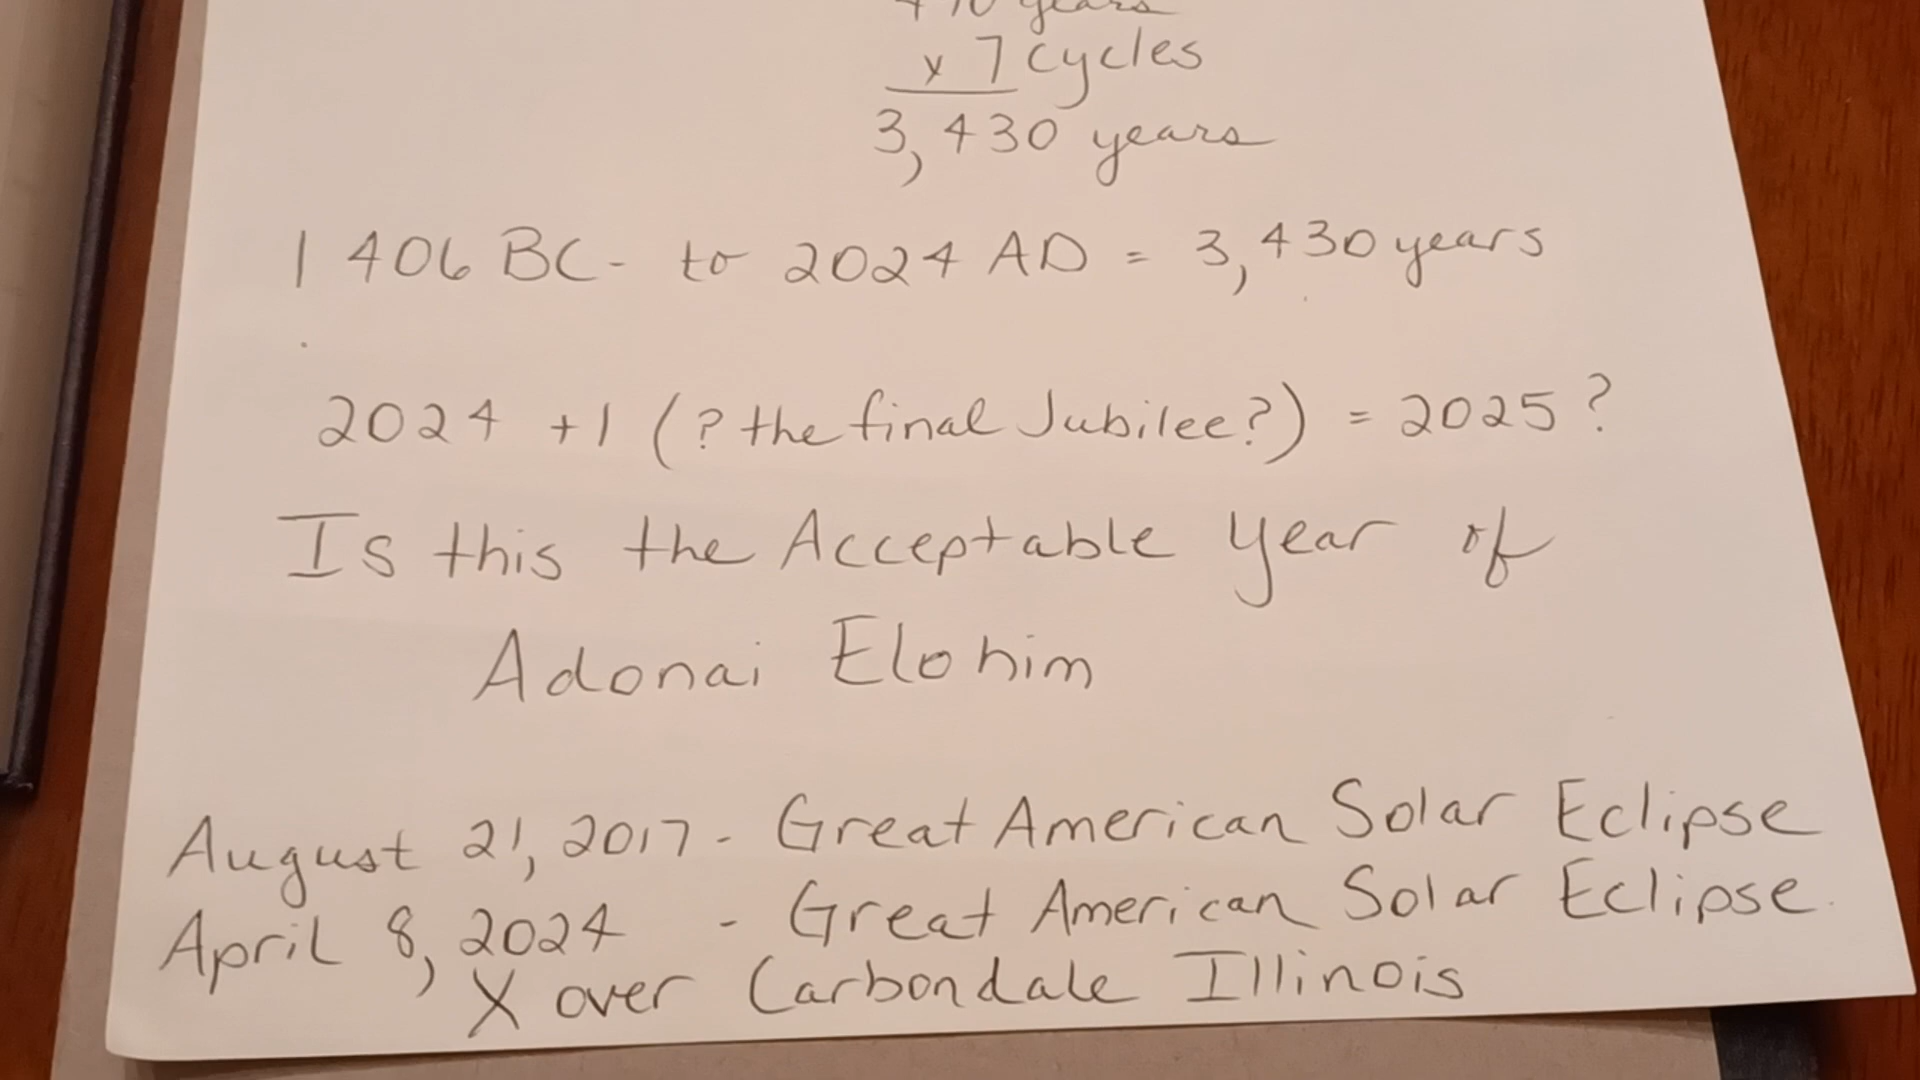 470 years
x 7 cycles
3,430 years
1406 BC - to 2024 AD = 3,430 years
2024 +1 (? the final Jubilee?) = 2025 ?
Is this the Acceptable Year of
Adonai Elohim
August 21, 2017 - Great American Solar Eclipse
April 8, 2024 - Great American Solar Eclipse
X over Carbondale Illinois